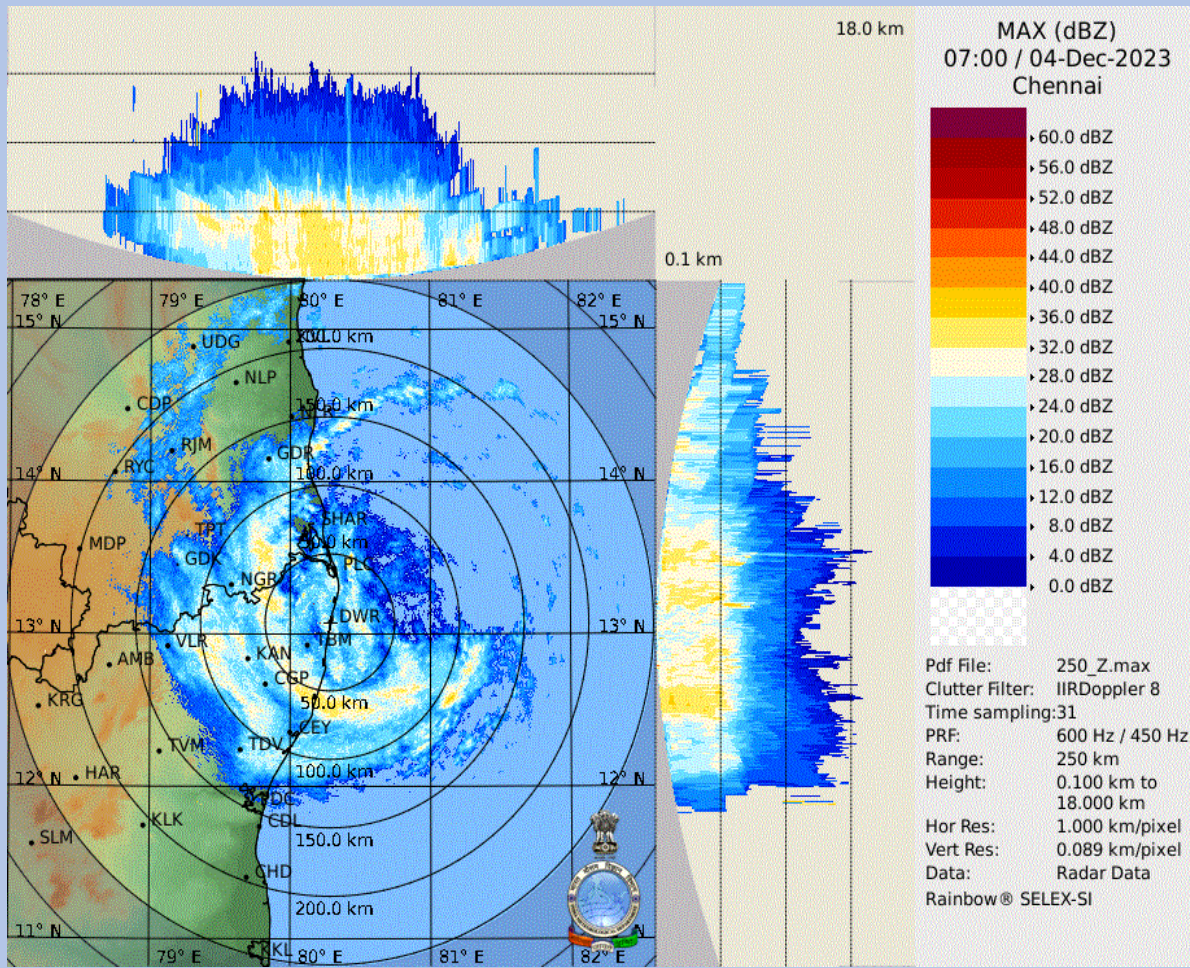 18.0 km
0.1 km
MAX (dBZ)
07:00 / 04-Dec-2023
Chennai
60.0 dBZ
56.0 dBZ
52.0 dBZ
48.0 dBZ
44.0 dBZ
40.0 dBZ
36.0 dBZ
32.0 dBZ
28.0 dBZ
24.0 dBZ
20.0 dBZ
16.0 dBZ
12.0 dBZ
8.0 dBZ
4.0 dBZ
0.0 dBZ
Pdf File: 250_Z.max
Clutter Filter: IIRDoppler 8
Time sampling:31
PRF: 600 Hz / 450 Hz
Range: 250 km
Height: 0.100 km to
18.000 km
Hor Res: 1.000 km/pixel
Vert Res: 0.089 km/pixel
Data: Radar Data
Rainbow® SELEX-SI
78° E 79° E 80° E 81° E 82° E
15° N
UDG
NLP
CDP
150.0 km
RJM
GDR
RYC
100.0 km
14° N 14° N
SHAR
TPT
MDP
GDK
PLC
NGR
DWR
13° N 13° N
VLR
TBM
AMB
KAN
CGP
KRG
50.0 km
CEY
TVM
TDV
HAR
100.0 km
12° N 12° N
PDC
KLK
CDL
SLM
150.0 km
CHD
200.0 km
11° N
KKL
79° E 80° E 81° E 82° E